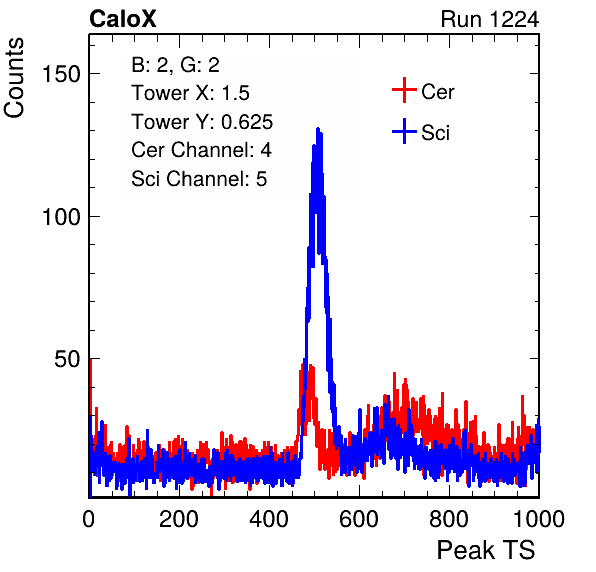 CaloX Run 1224
Counts
B: 2, G: 2
Tower X: 1.5
Tower Y: 0.625
Cer Channel: 4
Sci Channel: 5
Cer
Sci
150
100
50
0 200 400 600 800 1000
Peak TS